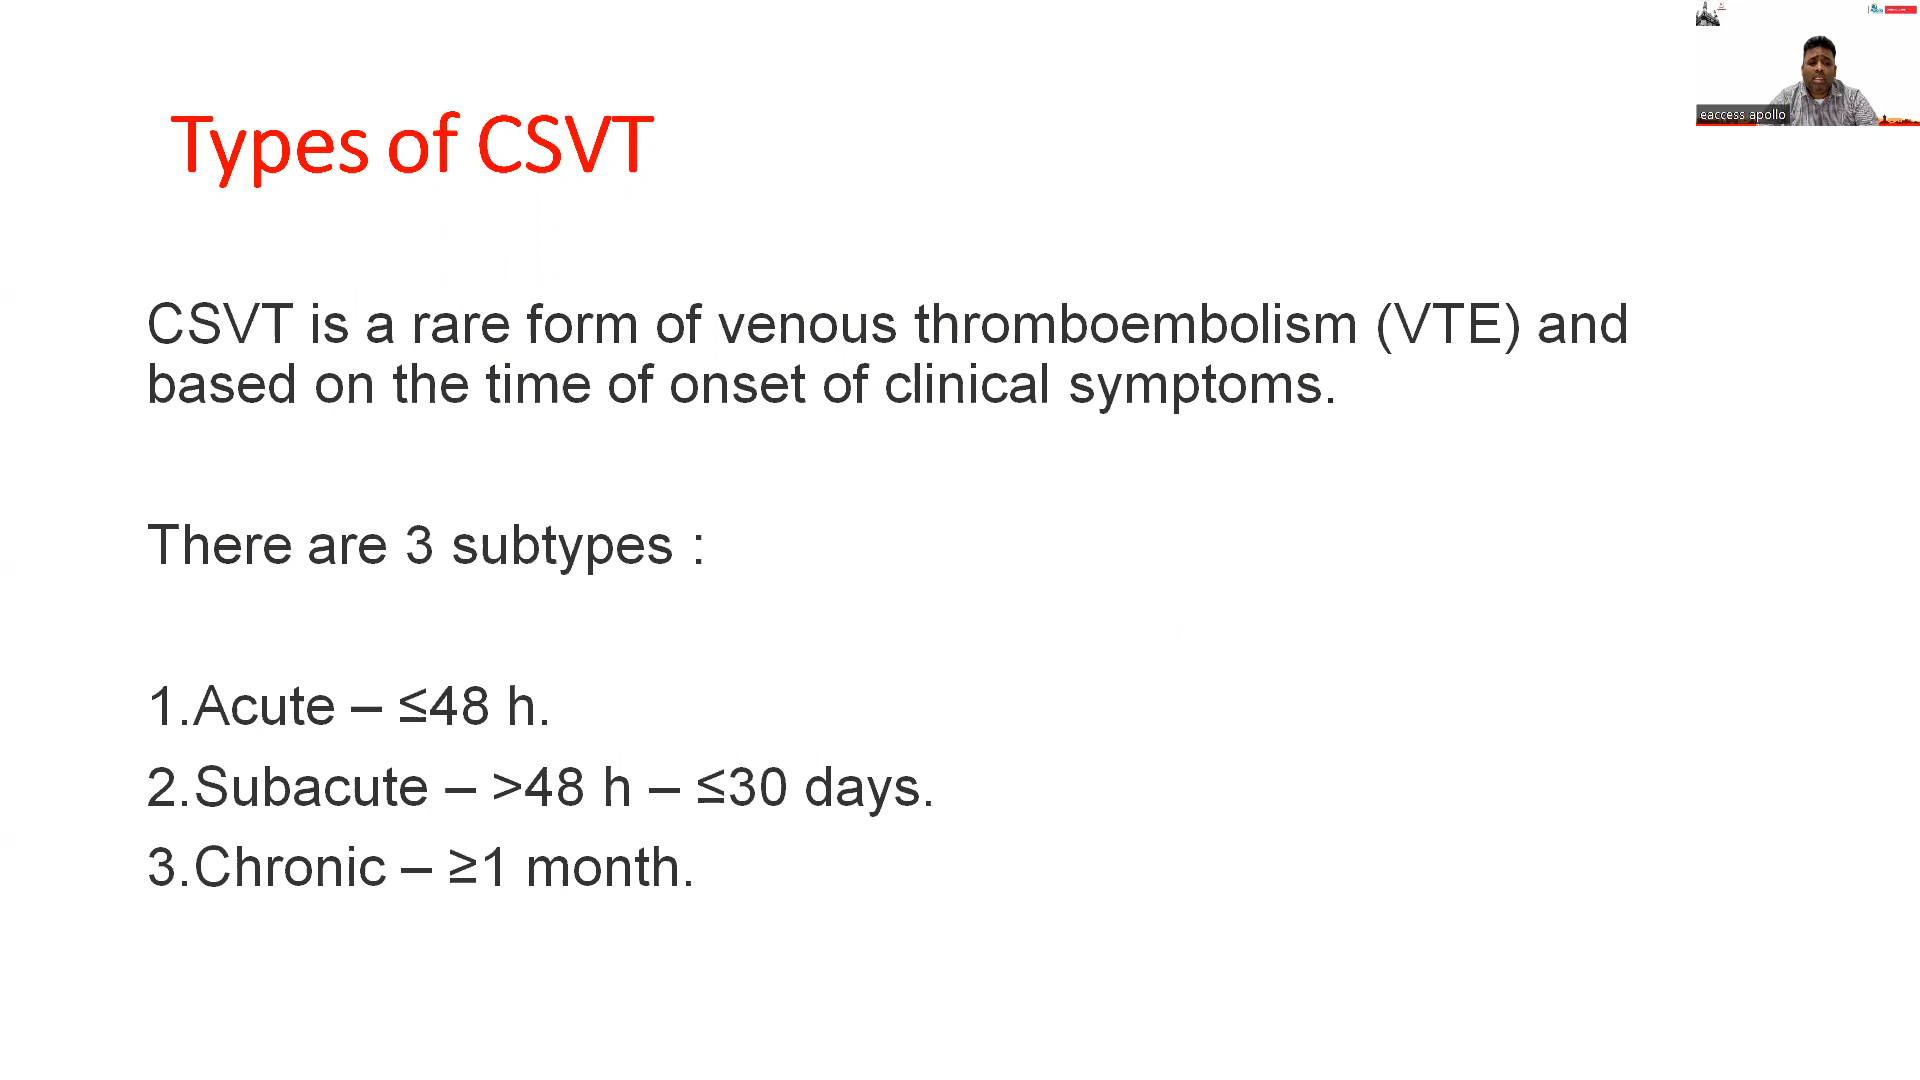 Types of CSVT
eaccess apollo
CSVT is a rare form of venous thromboembolism (VTE) and
based on the time of onset of clinical symptoms.
There are 3 subtypes :
1.Acute – ≤48 h.
2.Subacute – >48 h – ≤30 days.
3.Chronic – ≥1 month.